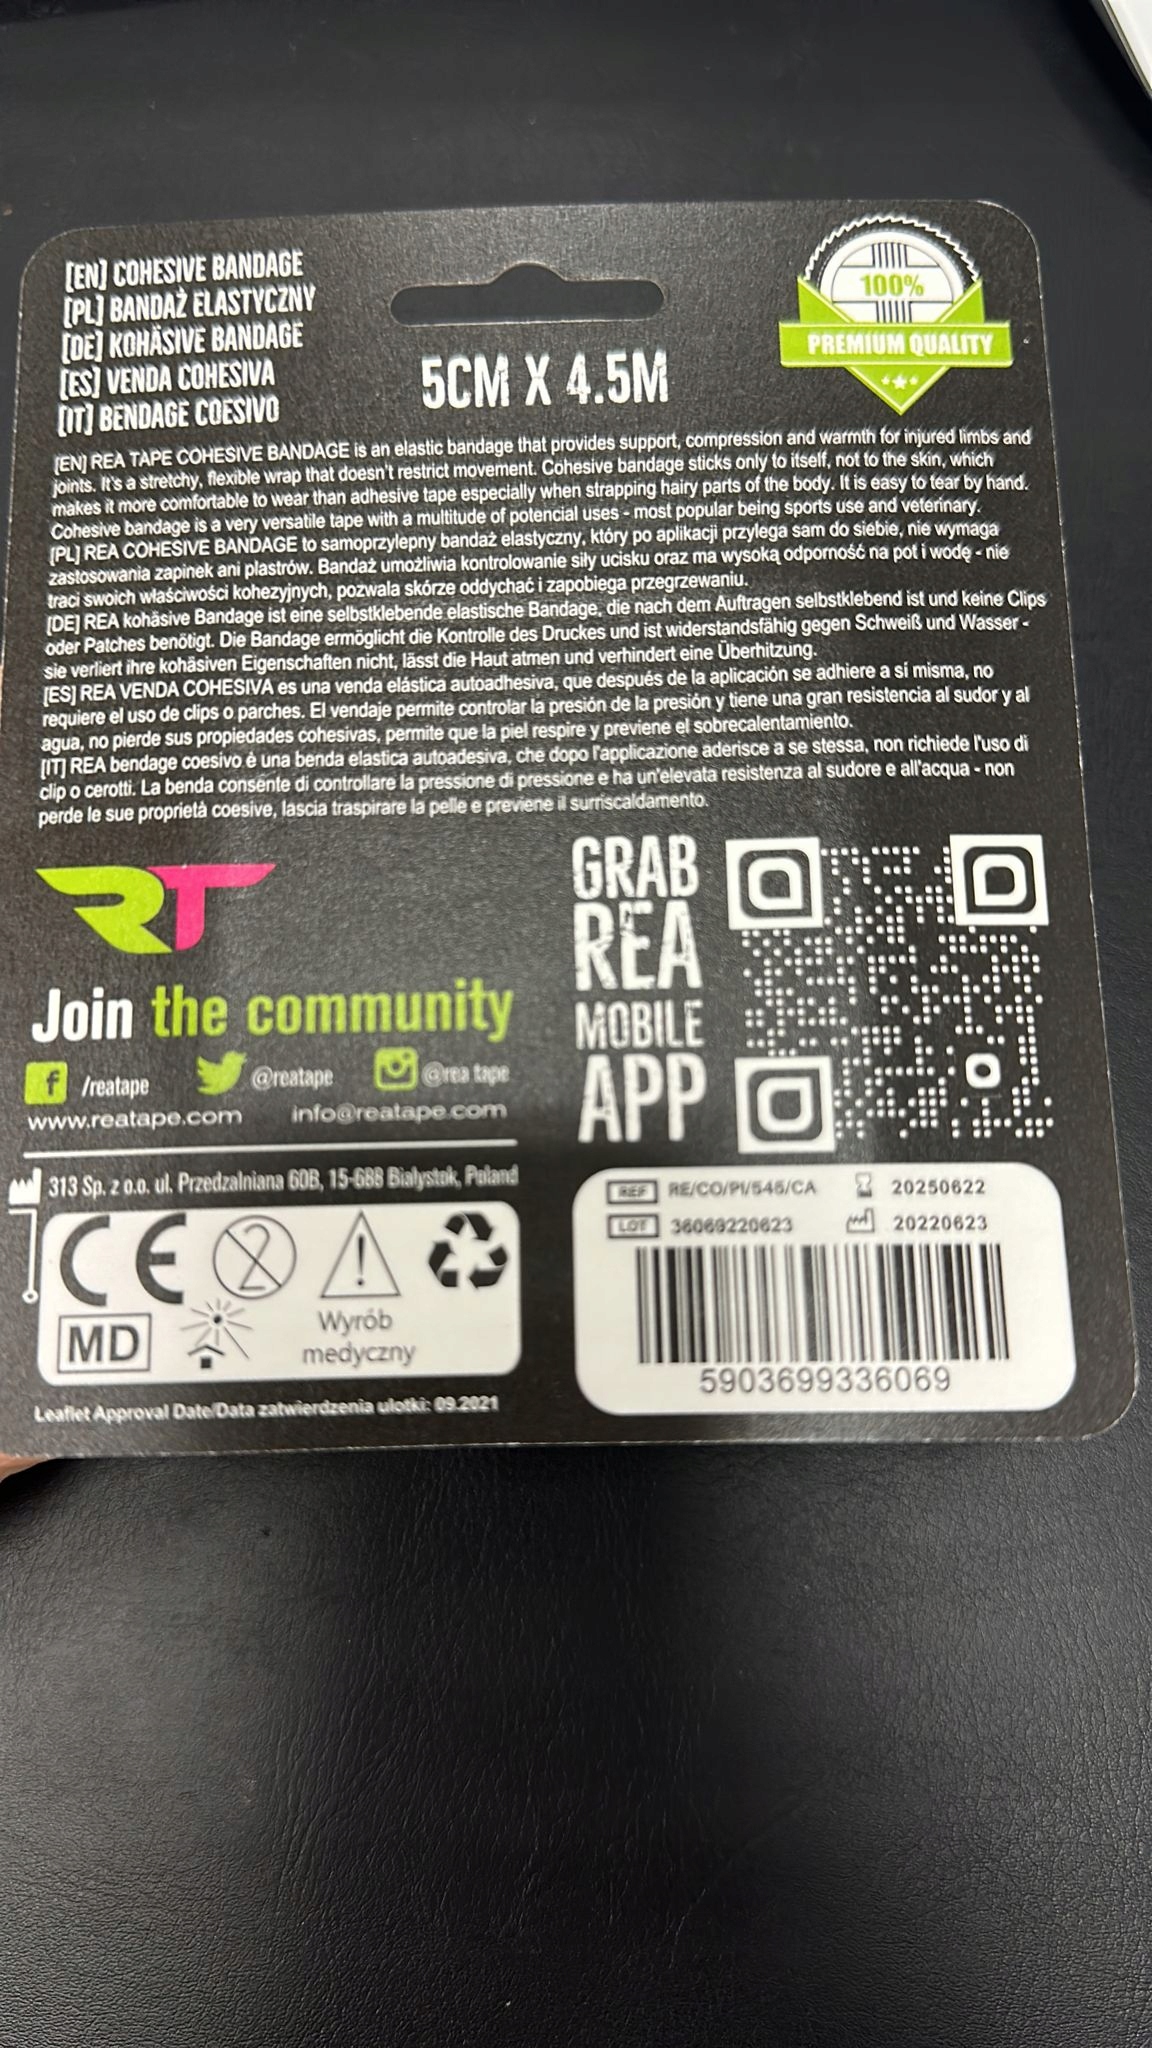 [EN] COHESIVE BANDAGE
[PL] BANDAŻ ELASTYCZNY
[DE] KOHÄSIVE BANDAGE
[ES] VENDA COHESIVA
[IT] BENDAGE COESIVO
5CM X 4.5M
100%
PREMIUM QUALITY
[EN] REA TAPE COHESIVE BANDAGE is an elastic bandage that provides support, compression and warmth for injured limbs and
joints. It's a stretchy, flexible wrap that doesn't restrict movement. Cohesive bandage sticks only to itself, not to the skin, which
makes it more comfortable to wear than adhesive tape especially when strapping hairy parts of the body. It is easy to tear by hand.
Cohesive bandage is a very versatile tape with a multitude of potencial uses - most popular being sports use and veterinary.
[PL] REA COHESIVE BANDAGE to samoprzylepny bandaż elastyczny, który po aplikacji przylega sam do siebie, nie wymaga
zastosowania zapinek ani plastrów. Bandaż umożliwia kontrolowanie siły ucisku oraz ma wysoką odporność na pot i wodę - nie
traci swoich właściwości kohezyjnych, pozwala skórze oddychać i zapobiega przegrzewaniu.
[DE] REA kohäsive Bandage ist eine selbstklebende elastische Bandage, die nach dem Auftragen selbstklebend ist und keine Clips
oder Patches benötigt. Die Bandage ermöglicht die Kontrolle des Druckes und ist widerstandsfähig gegen Schweiß und Wasser -
sie verliert ihre kohäsiven Eigenschaften nicht, lässt die Haut atmen und verhindert eine Überhitzung.
[ES] REA VENDA COHESIVA es una venda elástica autoadhesiva, que después de la aplicación se adhiere a sí misma, no
requiere el uso de clips o parches. El vendaje permite controlar la presión de la presión y tiene una gran resistencia al sudor y al
agua, no pierde sus propiedades cohesivas, permite que la piel respire y previene el sobrecalentamiento.
[IT] REA bendage coesivo è una benda elastica autoadesiva, che dopo l'applicazione aderisce a se stessa, non richiede l'uso di
clip o cerotti. La benda consente di controllare la pressione di pressione e ha un'elevata resistenza al sudore e all'acqua - non
perde le sue proprietà coesive, lascia traspirare la pelle e previene il surriscaldamento.
RT
Join the community
/reatape @reatape @rea tape
www.reatape.com info@reatape.com
GRAB
REA
MOBILE
APP
313 Sp. z o.o. ul. Przedzalniana 60B, 15-688 Białystok, Poland
CE 2 !
MD Wyrób
medyczny
Leaflet Approval Date/Data zatwierdzenia ulotki: 09.2021
REF RE/CO/PI/545/CA 20250622
LOT 36069220623 20220623
5903699336069